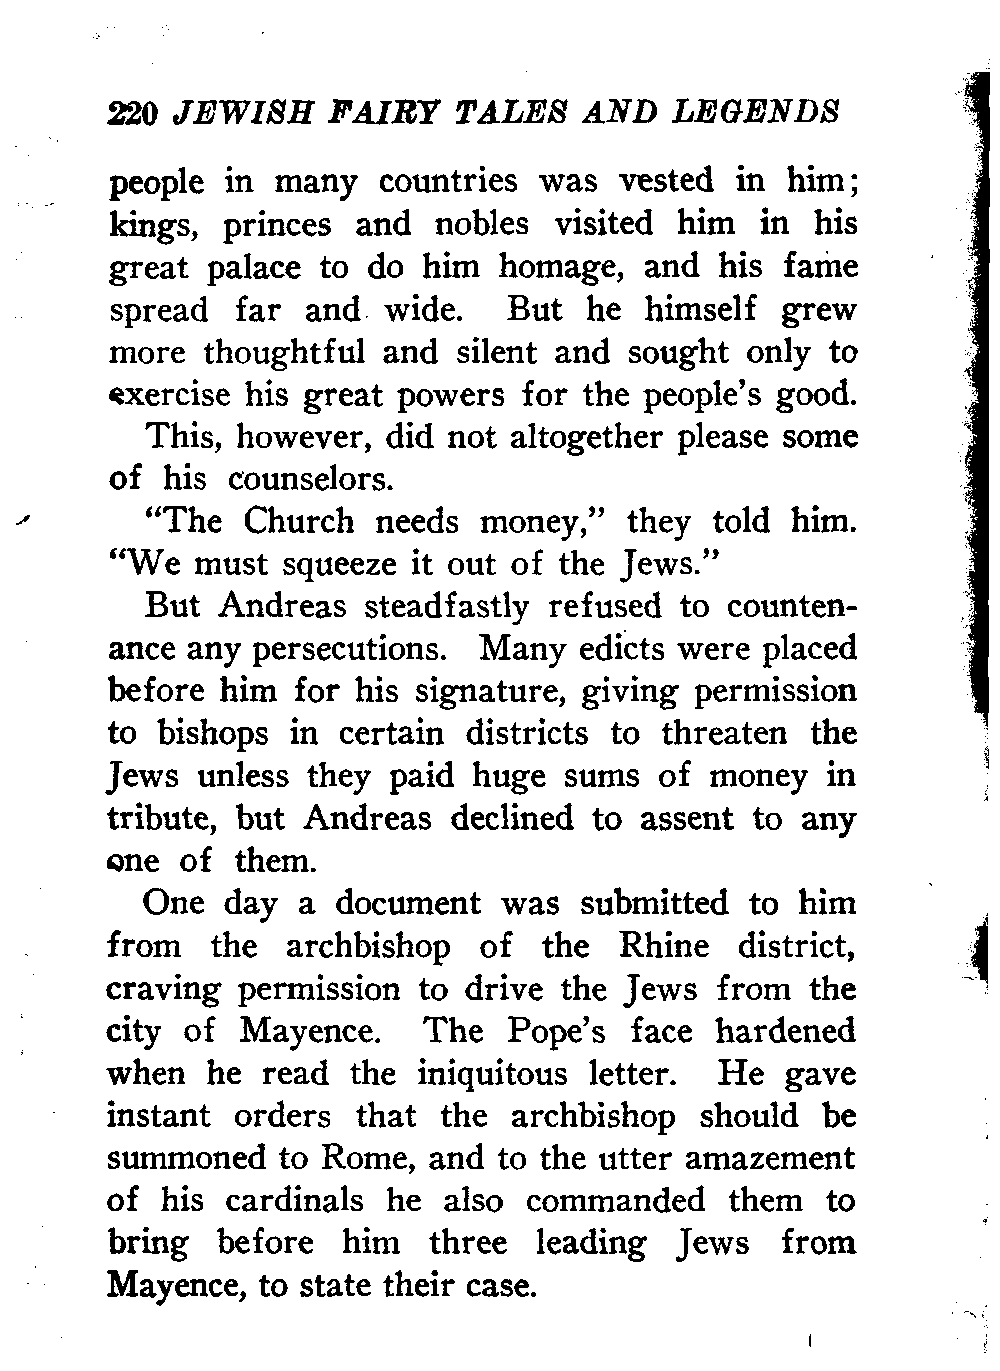 220 JEWISH FAIRY TALES AND LEGENDS
people in many countries was vested in him;
kings, princes and nobles visited him in his
great palace to do him homage, and his fame
spread far and wide. But he himself grew
more thoughtful and silent and sought only to
exercise his great powers for the people's good.
This, however, did not altogether please some
of his counselors.
“The Church needs money,” they told him.
“We must squeeze it out of the Jews.”
But Andreas steadfastly refused to counten-
ance any persecutions. Many edicts were placed
before him for his signature, giving permission
to bishops in certain districts to threaten the
Jews unless they paid huge sums of money in
tribute, but Andreas declined to assent to any
one of them.
One day a document was submitted to him
from the archbishop of the Rhine district,
craving permission to drive the Jews from the
city of Mayence. The Pope's face hardened
when he read the iniquitous letter. He gave
instant orders that the archbishop should be
summoned to Rome, and to the utter amazement
of his cardinals he also commanded them to
bring before him three leading Jews from
Mayence, to state their case.